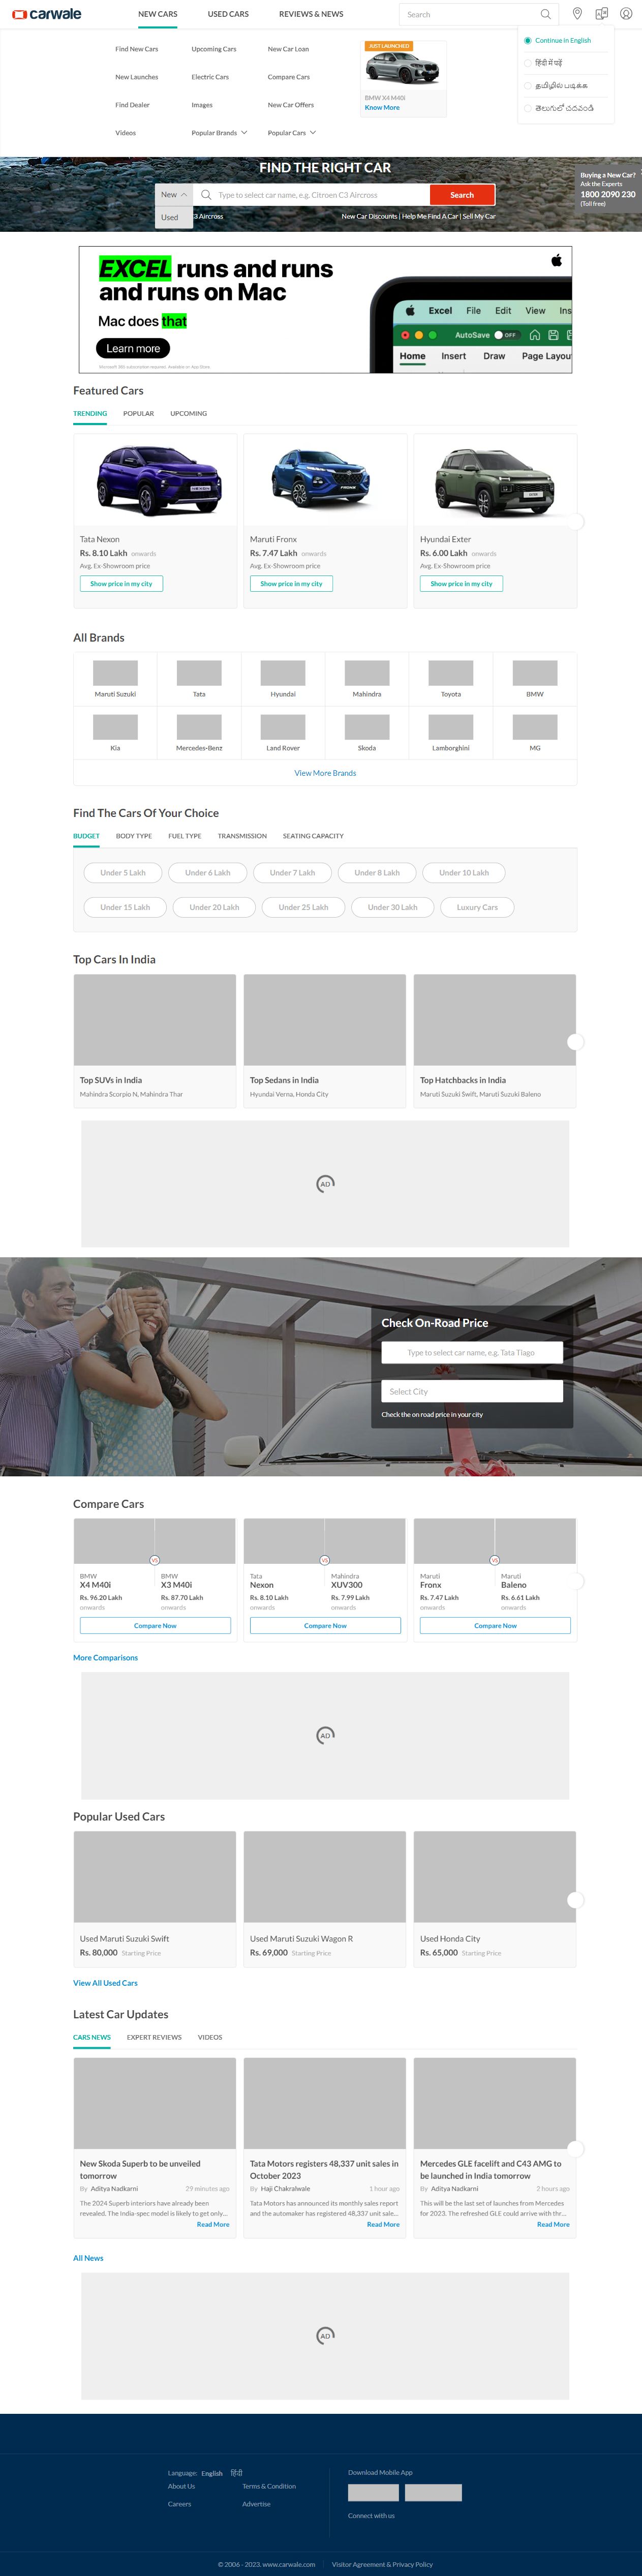 carwale
NEW CARS
USED CARS
REVIEWS & NEWS
Search
Find New Cars
Upcoming Cars
New Car Loan
New Launches
Electric Cars
Compare Cars
Find Dealer
Images
New Car Offers
Videos
Popular Brands
Popular Cars
JUST LAUNCHED
BMW X4 M40i
Know More
Continue in English
हिंदी में पढ़ें
தமிழில் படிக்க
తెలుగులో చదవండి
FIND THE RIGHT CAR
New
Type to select car name, e.g. Citroen C3 Aircross
Search
Used
C3 Aircross
New Car Discounts | Help Me Find A Car | Sell My Car
Buying a New Car?
Ask the Experts
1800 2090 230
(Toll free)
EXCEL runs and runs
and runs on Mac
Mac does that
Learn more
Microsoft 365 subscription required. Available on App Store.
Excel File Edit View Ins
AutoSave OFF
Home Insert Draw Page Layou
Featured Cars
TRENDING
POPULAR
UPCOMING
Tata Nexon
Rs. 8.10 Lakh onwards
Avg. Ex-Showroom price
Show price in my city
Maruti Fronx
Rs. 7.47 Lakh onwards
Avg. Ex-Showroom price
Show price in my city
Hyundai Exter
Rs. 6.00 Lakh onwards
Avg. Ex-Showroom price
Show price in my city
All Brands
Maruti Suzuki
Tata
Hyundai
Mahindra
Toyota
BMW
Kia
Mercedes-Benz
Land Rover
Skoda
Lamborghini
MG
View More Brands
Find The Cars Of Your Choice
BUDGET
BODY TYPE
FUEL TYPE
TRANSMISSION
SEATING CAPACITY
Under 5 Lakh
Under 6 Lakh
Under 7 Lakh
Under 8 Lakh
Under 10 Lakh
Under 15 Lakh
Under 20 Lakh
Under 25 Lakh
Under 30 Lakh
Luxury Cars
Top Cars In India
Top SUVs in India
Mahindra Scorpio N, Mahindra Thar
Top Sedans in India
Hyundai Verna, Honda City
Top Hatchbacks in India
Maruti Suzuki Swift, Maruti Suzuki Baleno
AD
Check On-Road Price
Type to select car name, e.g. Tata Tiago
Select City
Check the on road price in your city
Compare Cars
VS
BMW
X4 M40i
Rs. 96.20 Lakh
onwards
BMW
X3 M40i
Rs. 87.70 Lakh
onwards
Compare Now
VS
Tata
Nexon
Rs. 8.10 Lakh
onwards
Mahindra
XUV300
Rs. 7.99 Lakh
onwards
Compare Now
VS
Maruti
Fronx
Rs. 7.47 Lakh
onwards
Maruti
Baleno
Rs. 6.61 Lakh
onwards
Compare Now
More Comparisons
AD
Popular Used Cars
Used Maruti Suzuki Swift
Rs. 80,000 Starting Price
Used Maruti Suzuki Wagon R
Rs. 69,000 Starting Price
Used Honda City
Rs. 65,000 Starting Price
View All Used Cars
Latest Car Updates
CARS NEWS
EXPERT REVIEWS
VIDEOS
New Skoda Superb to be unveiled
tomorrow
By Aditya Nadkarni 29 minutes ago
The 2024 Superb interiors have already been
revealed. The India-spec model is likely to get only...
Read More
Tata Motors registers 48,337 unit sales in
October 2023
By Haji Chakralwale 1 hour ago
Tata Motors has announced its monthly sales report
and the automaker has registered 48,337 unit sale...
Read More
Mercedes GLE facelift and C43 AMG to
be launched in India tomorrow
By Aditya Nadkarni 2 hours ago
This will be the last set of launches from Mercedes
for 2023. The refreshed GLE could arrive with thr...
Read More
All News
AD
Language: English हिंदी
About Us
Terms & Condition
Careers
Advertise
Download Mobile App
Connect with us
© 2006 - 2023. www.carwale.com
Visitor Agreement & Privacy Policy